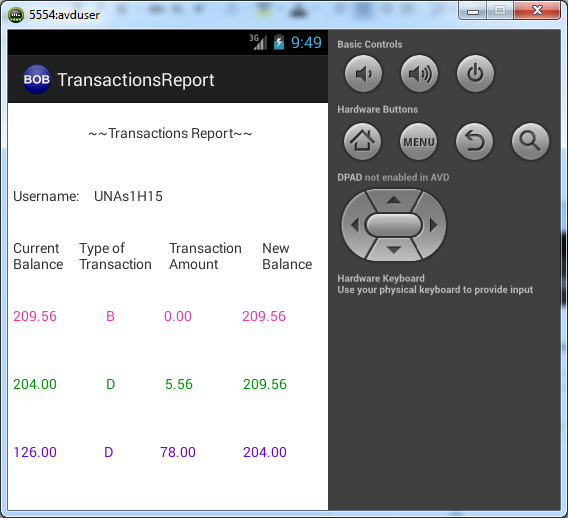 5554:avduser
3G 9:49
BOB TransactionsReport
~~Transactions Report~~
Username: UNAs1H15
Current Type of Transaction New
Balance Transaction Amount Balance
209.56 B 0.00 209.56
204.00 D 5.56 209.56
126.00 D 78.00 204.00
Basic Controls
Hardware Buttons
MENU
DPAD not enabled in AVD
Hardware Keyboard
Use your physical keyboard to provide input